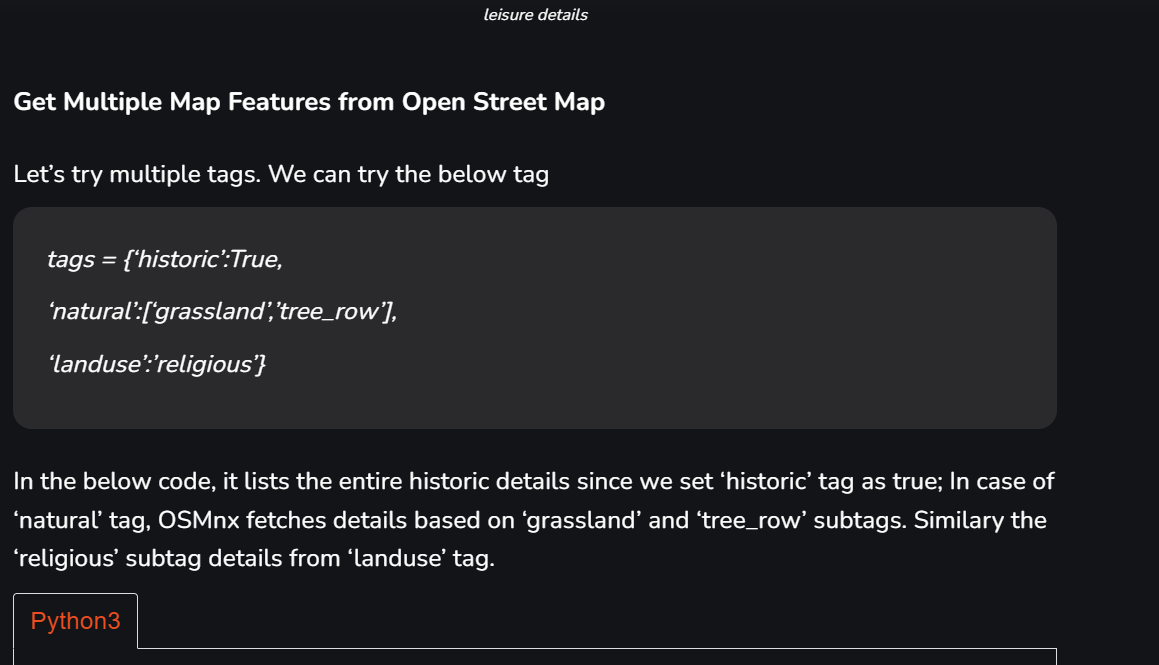 leisure details
Get Multiple Map Features from Open Street Map
Let’s try multiple tags. We can try the below tag
tags = {‘historic’:True,
‘natural’:[‘grassland’,’tree_row’],
‘landuse’:’religious’}
In the below code, it lists the entire historic details since we set ‘historic’ tag as true; In case of
‘natural’ tag, OSMnx fetches details based on ‘grassland’ and ‘tree_row’ subtags. Similary the
‘religious’ subtag details from ‘landuse’ tag.
Python3